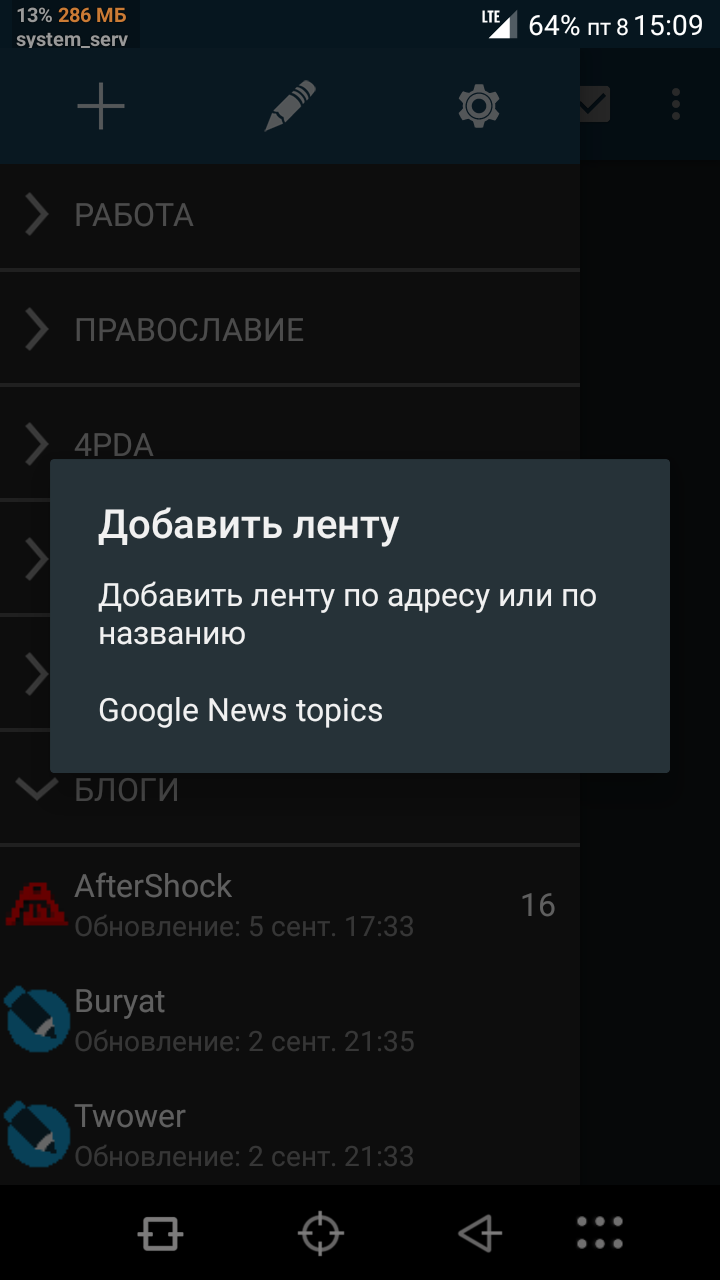 13% 286 МБ
system_serv
LTE 64% пт 8 15:09
РАБОТА
ПРАВОСЛАВИЕ
4PDA
Добавить ленту
Добавить ленту по адресу или по
названию
Google News topics
БЛОГИ
AfterShock
16
Обновление: 5 сент. 17:33
Buryat
Обновление: 2 сент. 21:35
Twower
Обновление: 2 сент. 21:33